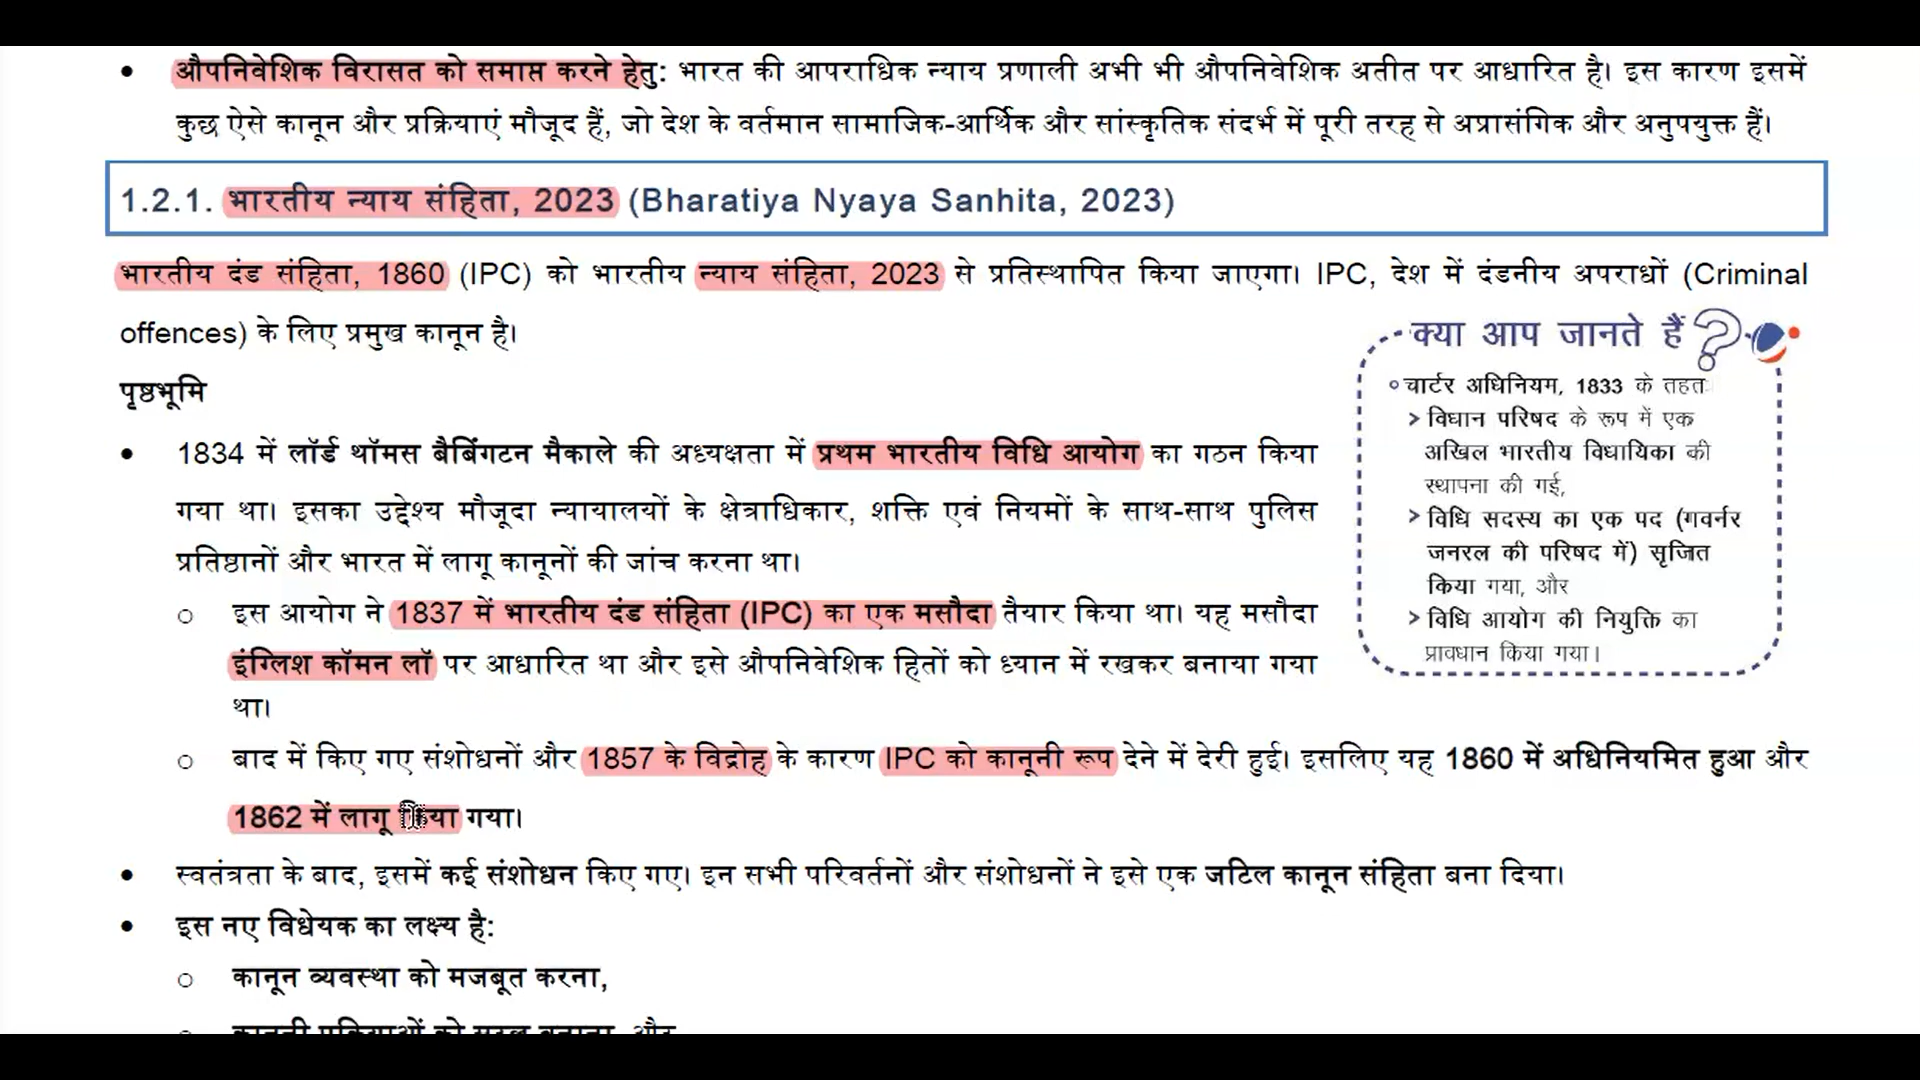 • औपनिवेशिक विरासत को समाप्त करने हेतु: भारत की आपराधिक न्याय प्रणाली अभी भी औपनिवेशिक अतीत पर आधारित है। इस कारण इसमें
कुछ ऐसे कानून और प्रक्रियाएं मौजूद हैं, जो देश के वर्तमान सामाजिक-आर्थिक और सांस्कृतिक संदर्भ में पूरी तरह से अप्रासंगिक और अनुपयुक्त हैं।
1.2.1. भारतीय न्याय संहिता, 2023 (Bharatiya Nyaya Sanhita, 2023)
भारतीय दंड संहिता, 1860 (IPC) को भारतीय न्याय संहिता, 2023 से प्रतिस्थापित किया जाएगा। IPC, देश में दंडनीय अपराधों (Criminal
offences) के लिए प्रमुख कानून है।
पृष्ठभूमि
• 1834 में लॉर्ड थॉमस बैबिंगटन मैकाले की अध्यक्षता में प्रथम भारतीय विधि आयोग का गठन किया
गया था। इसका उद्देश्य मौजूदा न्यायालयों के क्षेत्राधिकार, शक्ति एवं नियमों के साथ-साथ पुलिस
प्रतिष्ठानों और भारत में लागू कानूनों की जांच करना था।
o इस आयोग ने 1837 में भारतीय दंड संहिता (IPC) का एक मसौदा तैयार किया था। यह मसौदा
इंग्लिश कॉमन लॉ पर आधारित था और इसे औपनिवेशिक हितों को ध्यान में रखकर बनाया गया
था।
क्या आप जानते हैं ?
चार्टर अधिनियम, 1833 के तहतः
> विधान परिषद के रूप में एक
अखिल भारतीय विधायिका की
स्थापना की गई,
> विधि सदस्य का एक पद (गवर्नर
जनरल की परिषद में) सृजित
किया गया, और
> विधि आयोग की नियुक्ति का
प्रावधान किया गया।
o बाद में किए गए संशोधनों और 1857 के विद्रोह के कारण IPC को कानूनी रूप देने में देरी हुई। इसलिए यह 1860 में अधिनियमित हुआ और
1862 में लागू किया गया।
• स्वतंत्रता के बाद, इसमें कई संशोधन किए गए। इन सभी परिवर्तनों और संशोधनों ने इसे एक जटिल कानून संहिता बना दिया।
• इस नए विधेयक का लक्ष्य है:
o कानून व्यवस्था को मजबूत करना,
o कानूनी प्रक्रियाओं को सरल बनाना, और